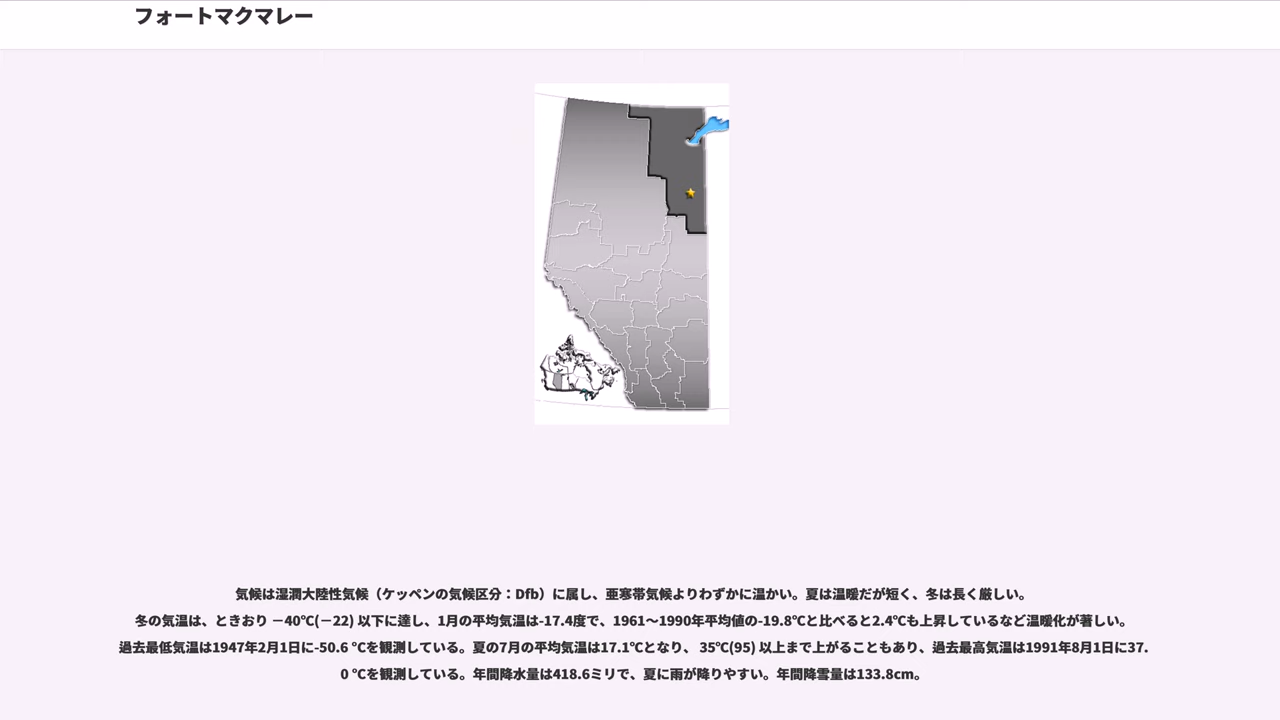 フォートマクマレー
気候は湿潤大陸性気候（ケッペンの気候区分：Dfb）に属し、亜寒帯気候よりわずかに温かい。夏は温暖だが短く、冬は長く厳しい。
冬の気温は、ときおり －40℃(－22) 以下に達し、1月の平均気温は-17.4度で、1961～1990年平均値の-19.8℃と比べると2.4℃も上昇しているなど温暖化が著しい。
過去最低気温は1947年2月1日に-50.6 ℃を観測している。夏の7月の平均気温は17.1℃となり、 35℃(95) 以上まで上がることもあり、過去最高気温は1991年8月1日に37.
0 ℃を観測している。年間降水量は418.6ミリで、夏に雨が降りやすい。年間降雪量は133.8cm。